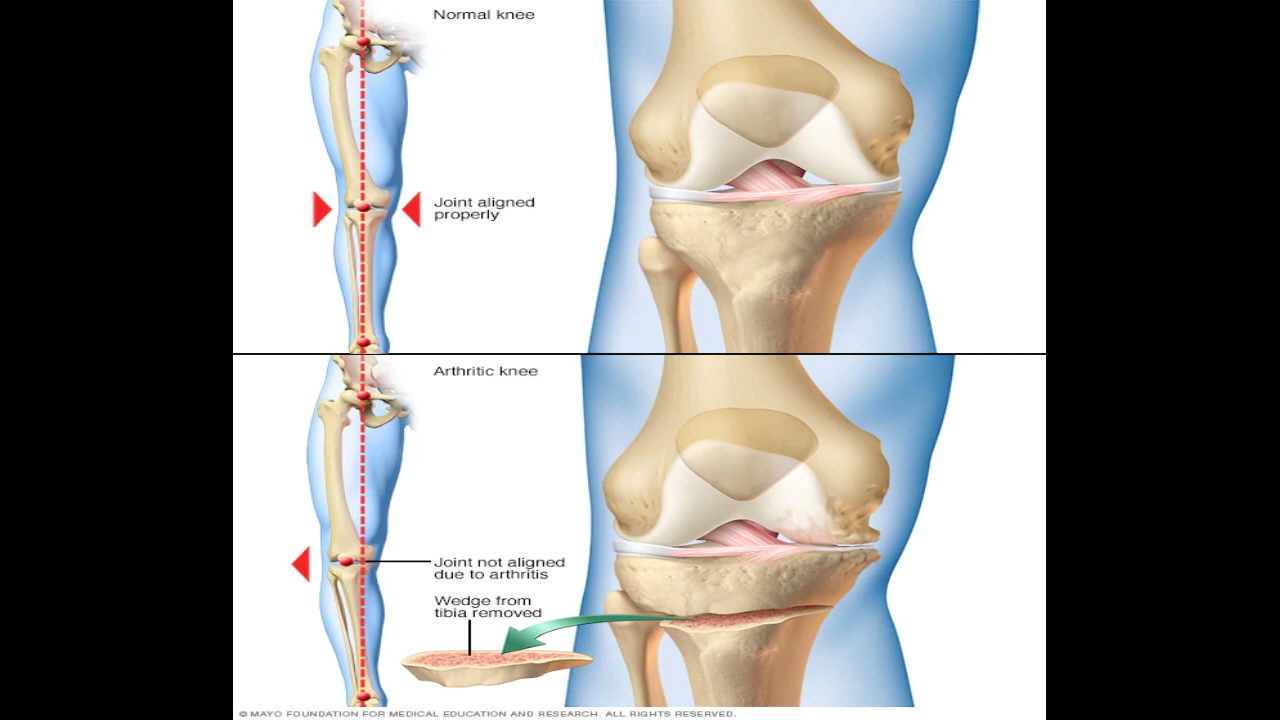 Normal knee
Joint aligned
properly
Arthritic knee
Joint not aligned
due to arthritis
Wedge from
tibia removed
© MAYO FOUNDATION FOR MEDICAL EDUCATION AND RESEARCH. ALL RIGHTS RESERVED.